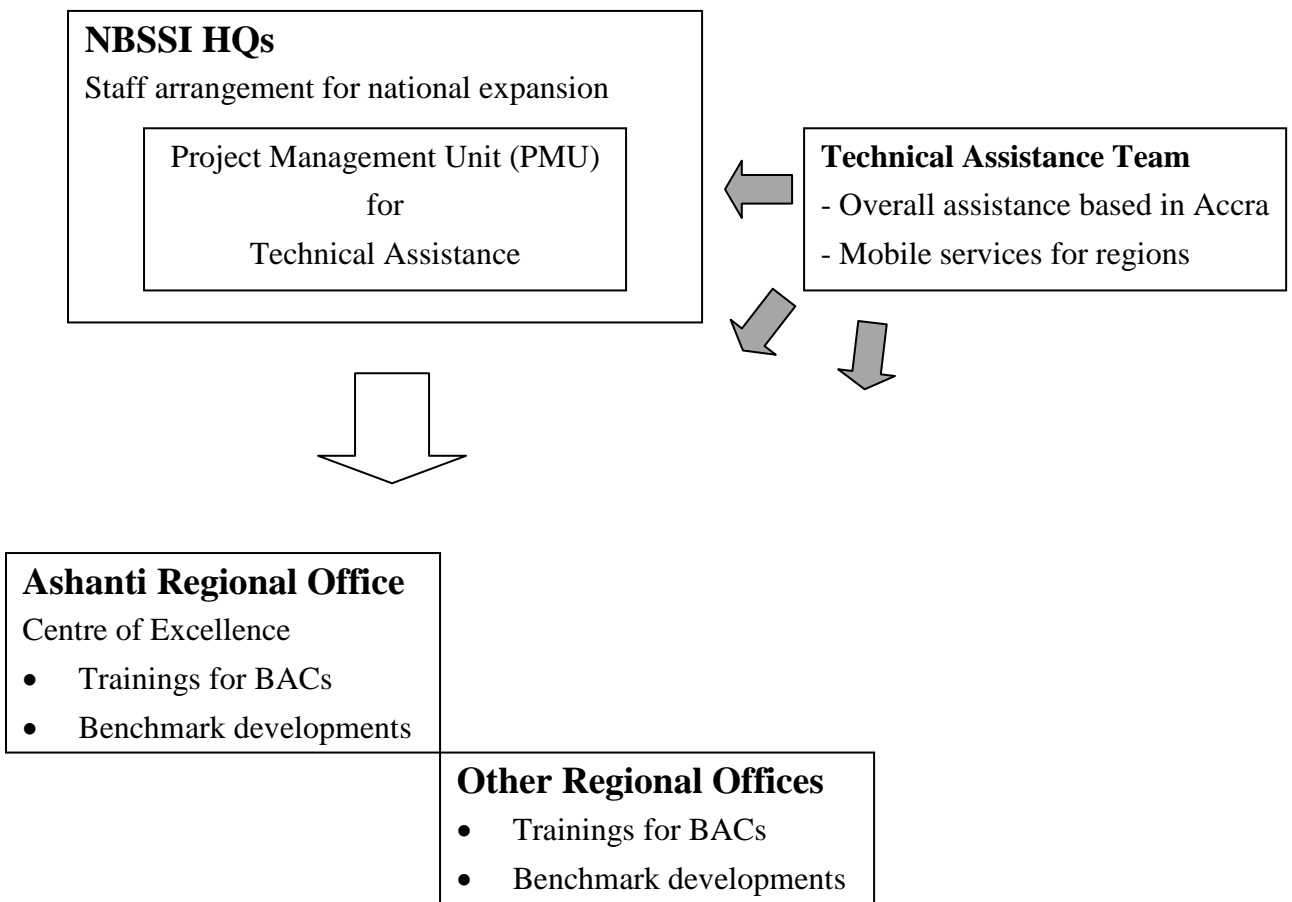 NBSSI HQs
Staff arrangement for national expansion
Project Management Unit (PMU)
for
Technical Assistance
Technical Assistance Team
- Overall assistance based in Accra
- Mobile services for regions
Ashanti Regional Office
Centre of Excellence
• Trainings for BACs
• Benchmark developments
Other Regional Offices
• Trainings for BACs
• Benchmark developments